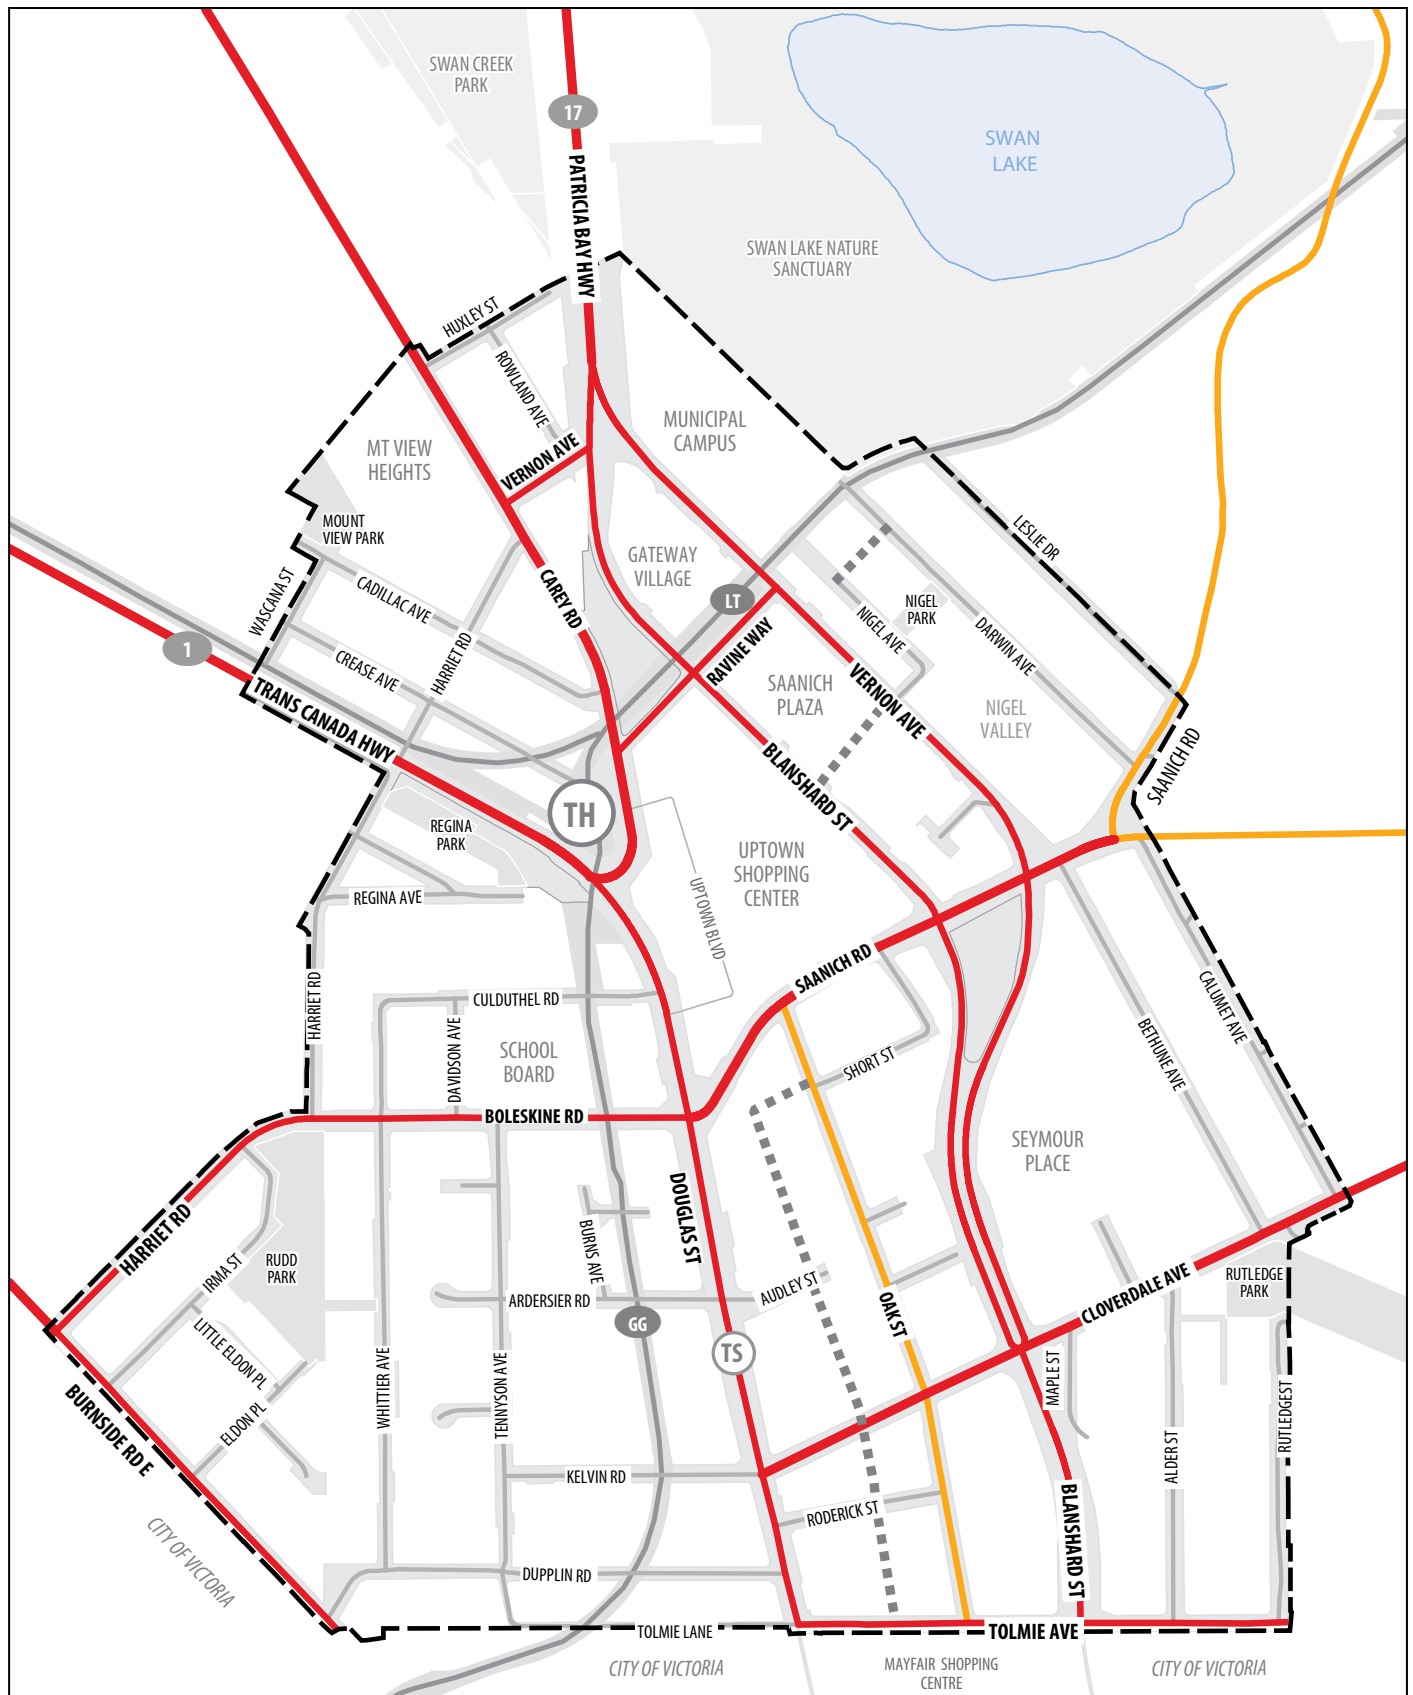 SWAN CREEK
PARK
17
SWAN
LAKE
PATRICIA BAY HWY
SWAN LAKE NATURE
SANCTUARY
HUXLEY ST
ROWLAND AVE
MUNICIPAL
CAMPUS
MT VIEW
HEIGHTS
VERNON AVE
MOUNT
VIEW PARK
LESLIE DR
GATEWAY
VILLAGE
CAREY RD
WASCANA ST
CADILLAC AVE
LT
NIGEL
PARK
NIGEL AVE
DARWIN AVE
1
HARRIET RD
CREASE AVE
RAVINE WAY
SAANICH
PLAZA
VERNON AVE
NIGEL
VALLEY
TRANS CANADA HWY
BLANSHARD ST
SAANICH RD
TH
REGINA
PARK
UPTOWN
SHOPPING
CENTER
REGINA AVE
UPTOWN BLVD
SAANICH RD
HARRIET RD
CULDUTHEL RD
CALUMET AVE
DAVIDSON AVE
SCHOOL
BOARD
SHORT ST
BETHUNE AVE
BOLESKINE RD
SEYMOUR
PLACE
DOUGLAS ST
HARRIET RD
IRMA ST
RUDD
PARK
BURNS AVE
AUDLEY ST
CLOVERDALE AVE
RUTLEDGE
PARK
ARDERSIER RD
OAK ST
GG
TS
LITTLE ELDON PL
WHITTIER AVE
TENNYSON AVE
MAPLE ST
BURNSIDE RD E
ELDON PL
RUTLEDGEST
ALDER ST
KELVIN RD
RODERICK ST
BLANSHARD ST
CITY OF VICTORIA
DUPPLIN RD
TOLMIE LANE
TOLMIE AVE
CITY OF VICTORIA
MAYFAIR SHOPPING
CENTRE
CITY OF VICTORIA